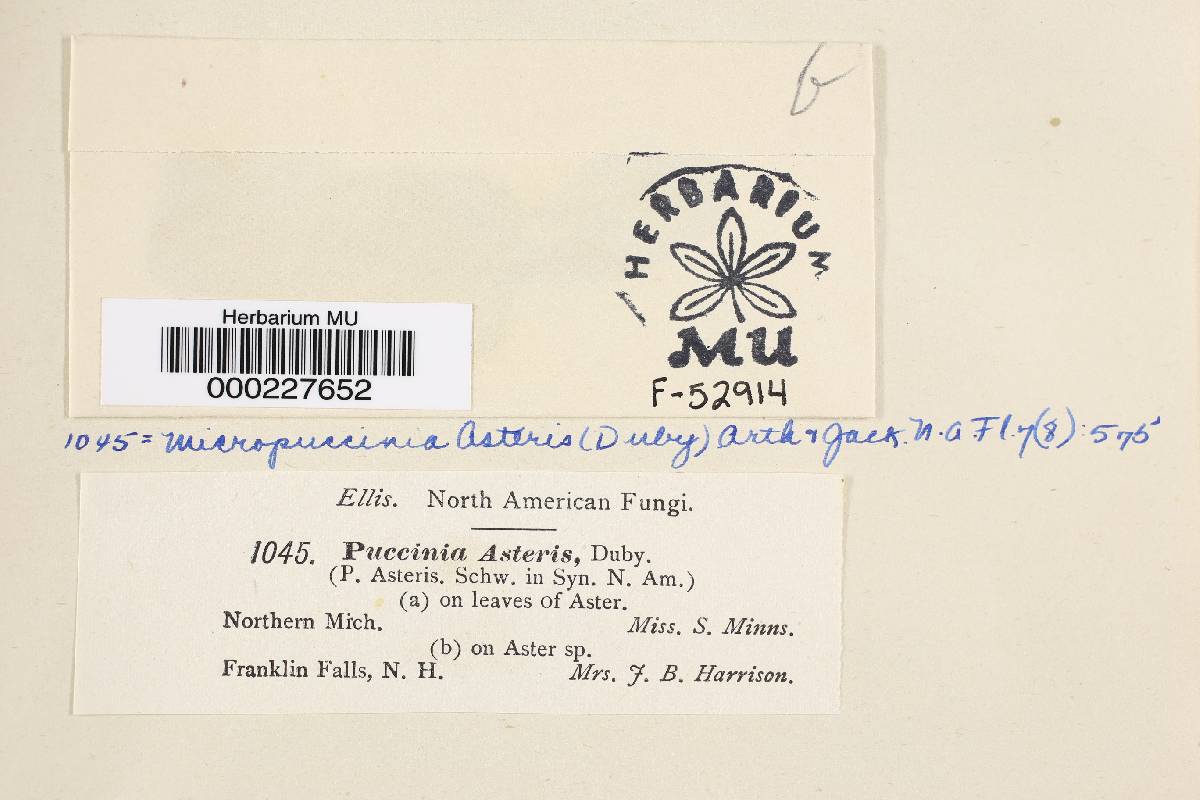 b
HERBARIUM
MU
F-52914
Herbarium MU
000227652
1045 = Micropuccinia Asteris (Duby) Arth & Jack. N. A. Fl. 7(8): 575
Ellis. North American Fungi.
1045. Puccinia Asteris, Duby.
(P. Asteris. Schw. in Syn. N. Am.)
(a) on leaves of Aster.
Northern Mich. Miss. S. Minns.
(b) on Aster sp.
Franklin Falls, N. H. Mrs. J. B. Harrison.